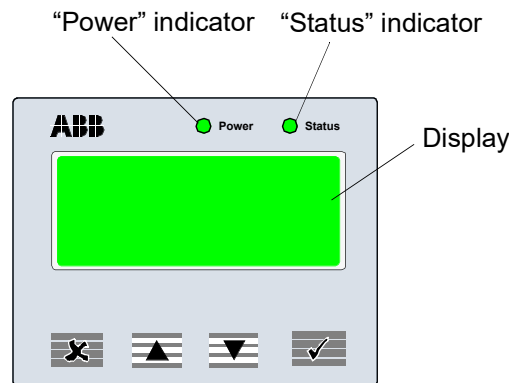 “Power” indicator “Status” indicator
ABB Power Status
Display